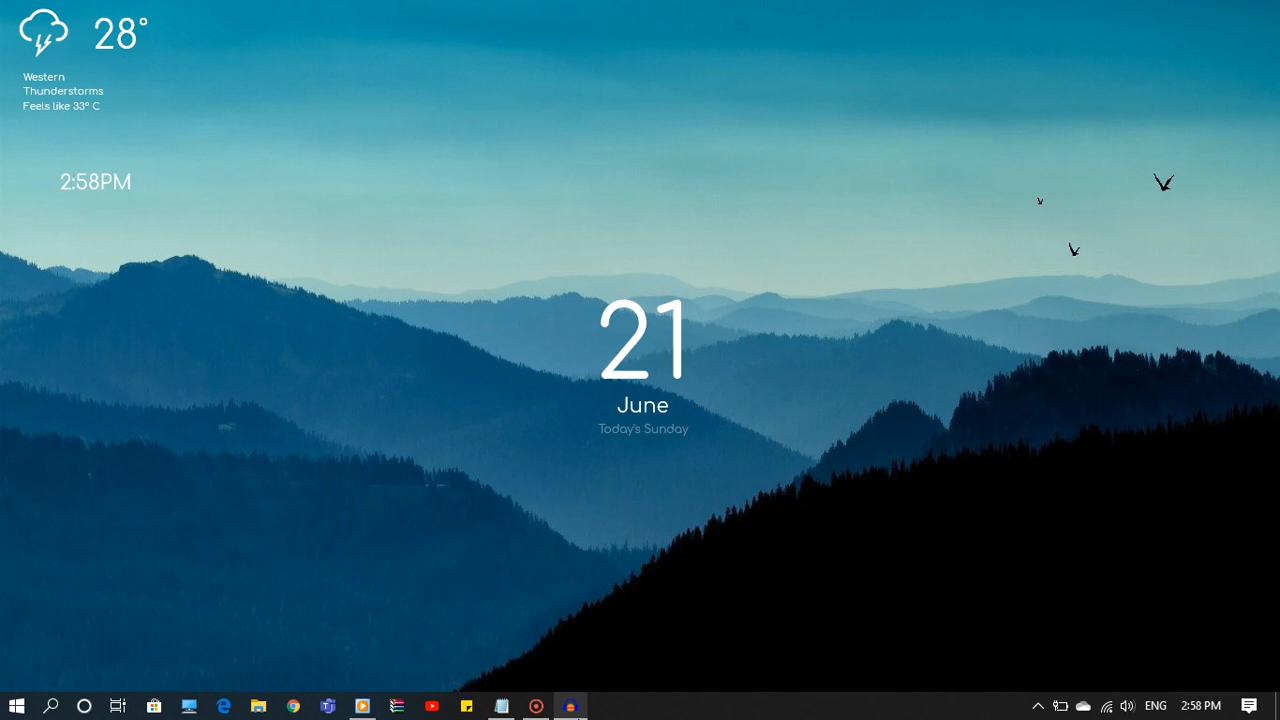 28°
Western
Thunderstorms
Feels like 33° C
2:58PM
21
June
Today's Sunday
ENG
2:58 PM